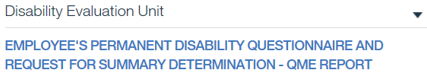 Disability Evaluation Unit
EMPLOYEE'S PERMANENT DISABILITY QUESTIONNAIRE AND
REQUEST FOR SUMMARY DETERMINATION - QME REPORT